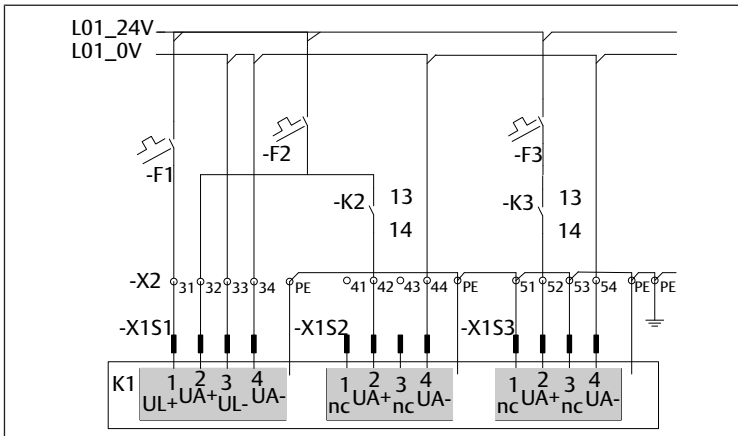 L01_24V
L01_0V
-F1
-F2
-F3
-K2 13
14
-K3 13
14
-X2 31 32 33 34 PE 41 42 43 44 PE 51 52 53 54 PE PE
-X1S1 -X1S2 -X1S3
K1 1 2 3 4 1 2 3 4 1 2 3 4
UL+ UA+ UL- UA- nc UA+ nc UA- nc UA+ nc UA-